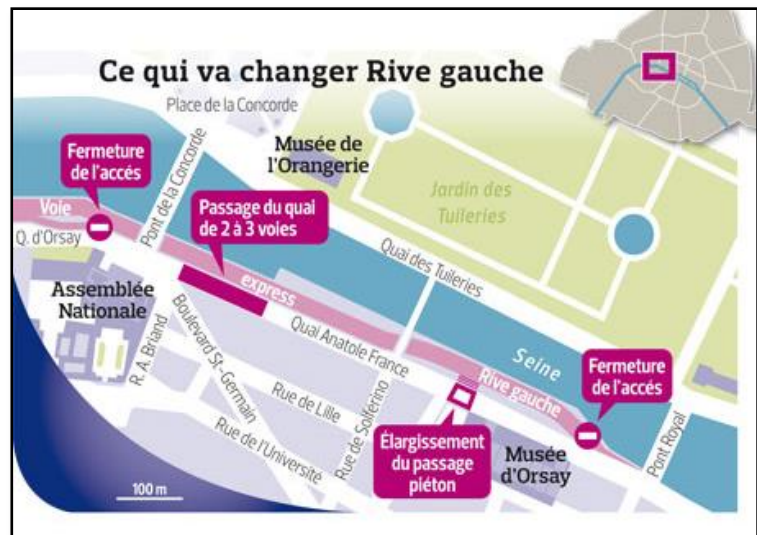 Ce qui va changer Rive gauche
Place de la Concorde
Musée de
l'Orangerie
Fermeture
de l'accés
Pont de la Concorde
Passage du quai
de 2 à 3 voies
Jardin des
Tuileries
Voie
Q. d'Orsay
Quai des Tuileries
express
Assemblée
Nationale
Quai Anatole France
Seine
Fermeture
de l'accés
Rive gauche
R. A. Briand
Boulevard St-Germain
Rue de Lille
Rue de Solférino
Rue de l'Université
Élargissement
du passage
piéton
Musée
d'Orsay
Pont Royal
100 m